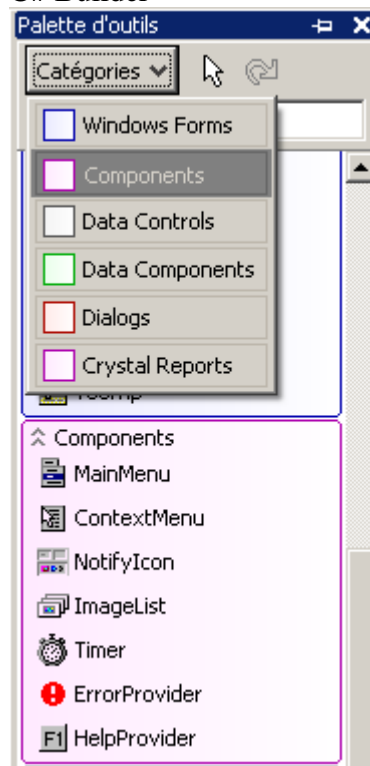 Palette d'outils
Catégories
Windows Forms
Components
Data Controls
Data Components
Dialogs
Crystal Reports
Components
MainMenu
ContextMenu
NotifyIcon
ImageList
Timer
ErrorProvider
F1 HelpProvider